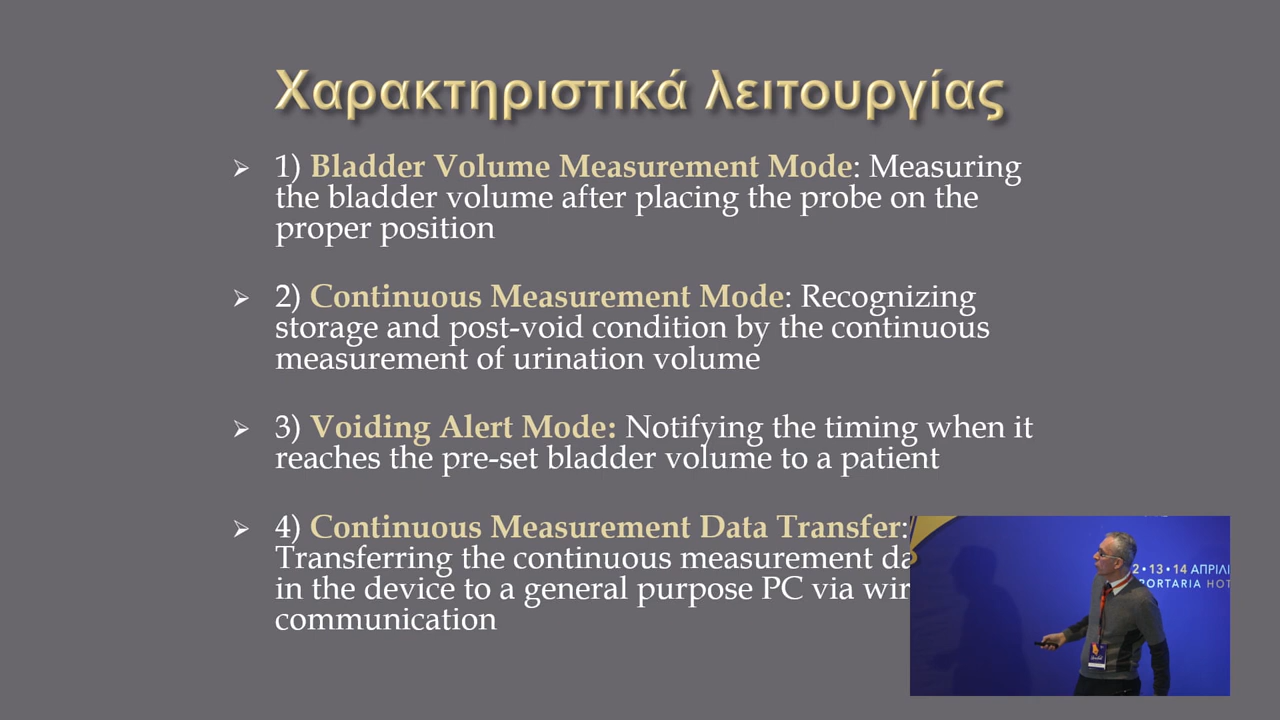 Χαρακτηριστικά λειτουργίας
➢ 1) Bladder Volume Measurement Mode: Measuring
the bladder volume after placing the probe on the
proper position
➢ 2) Continuous Measurement Mode: Recognizing
storage and post-void condition by the continuous
measurement of urination volume
➢ 3) Voiding Alert Mode: Notifying the timing when it
reaches the pre-set bladder volume to a patient
➢ 4) Continuous Measurement Data Transfer:
Transferring the continuous measurement
in the device to a general purpose PC via
communication
2•13•14 ΑΠΡΙΛΙ
PORTARIA HOT